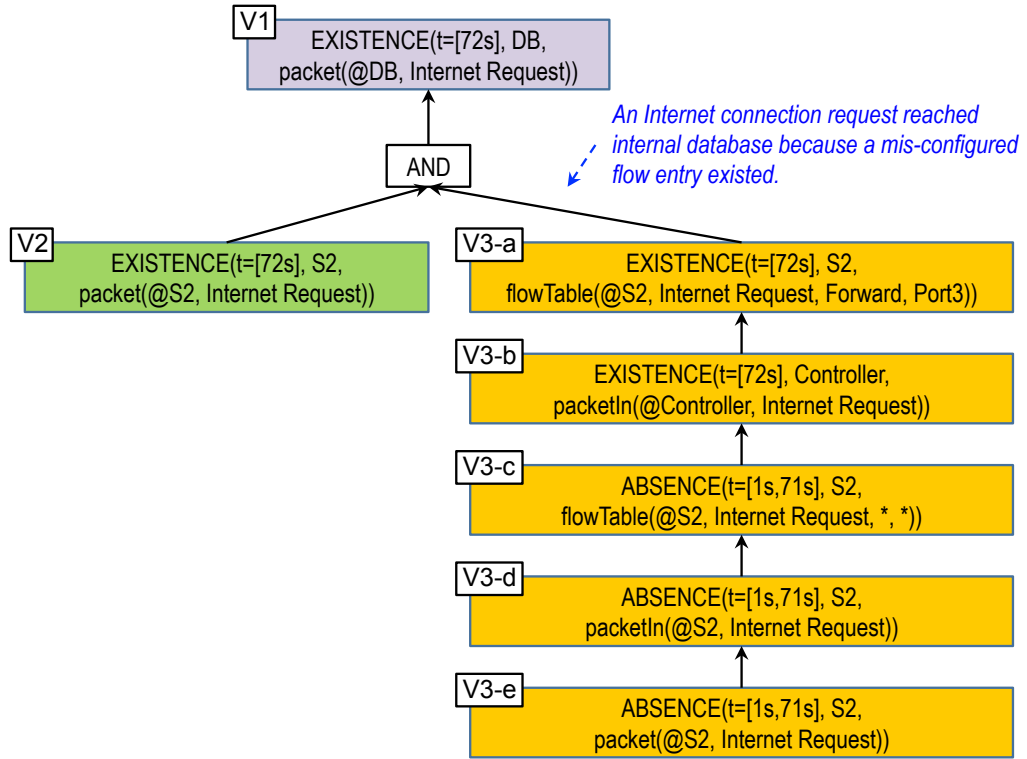 V1
EXISTENCE(t=[72s], DB,
packet(@DB, Internet Request))
An Internet connection request reached
internal database because a mis-configured
flow entry existed.
AND
V2
EXISTENCE(t=[72s], S2,
packet(@S2, Internet Request))
V3-a
EXISTENCE(t=[72s], S2,
flowTable(@S2, Internet Request, Forward, Port3))
V3-b
EXISTENCE(t=[72s], Controller,
packetIn(@Controller, Internet Request))
V3-c
ABSENCE(t=[1s,71s], S2,
flowTable(@S2, Internet Request, *, *))
V3-d
ABSENCE(t=[1s,71s], S2,
packetIn(@S2, Internet Request))
V3-e
ABSENCE(t=[1s,71s], S2,
packet(@S2, Internet Request))